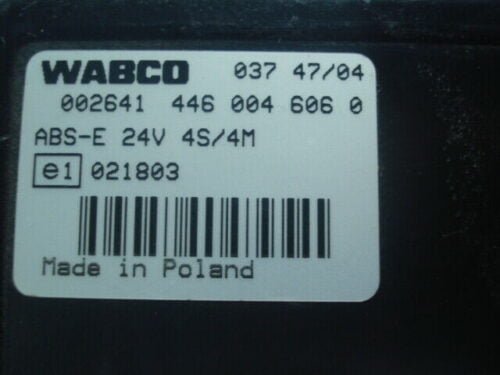 WABCO 037 47/04
002641 446 004 606 0
ABS-E 24V 4S/4M
e1 021803
Made in Poland